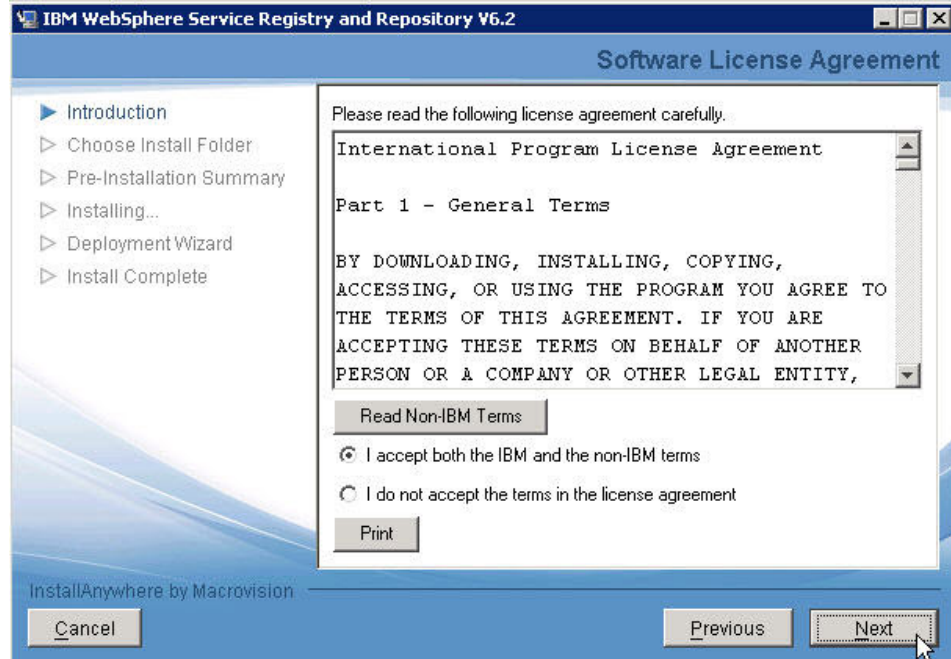 IBM WebSphere Service Registry and Repository V6.2
Software License Agreement
Introduction
Choose Install Folder
Pre-Installation Summary
Installing...
Deployment Wizard
Install Complete
Please read the following license agreement carefully.
International Program License Agreement
Part 1 - General Terms
BY DOWNLOADING, INSTALLING, COPYING,
ACCESSING, OR USING THE PROGRAM YOU AGREE TO
THE TERMS OF THIS AGREEMENT. IF YOU ARE
ACCEPTING THESE TERMS ON BEHALF OF ANOTHER
PERSON OR A COMPANY OR OTHER LEGAL ENTITY,
Read Non-IBM Terms
I accept both the IBM and the non-IBM terms
I do not accept the terms in the license agreement
Print
InstallAnywhere by Macrovision
Cancel
Previous
Next